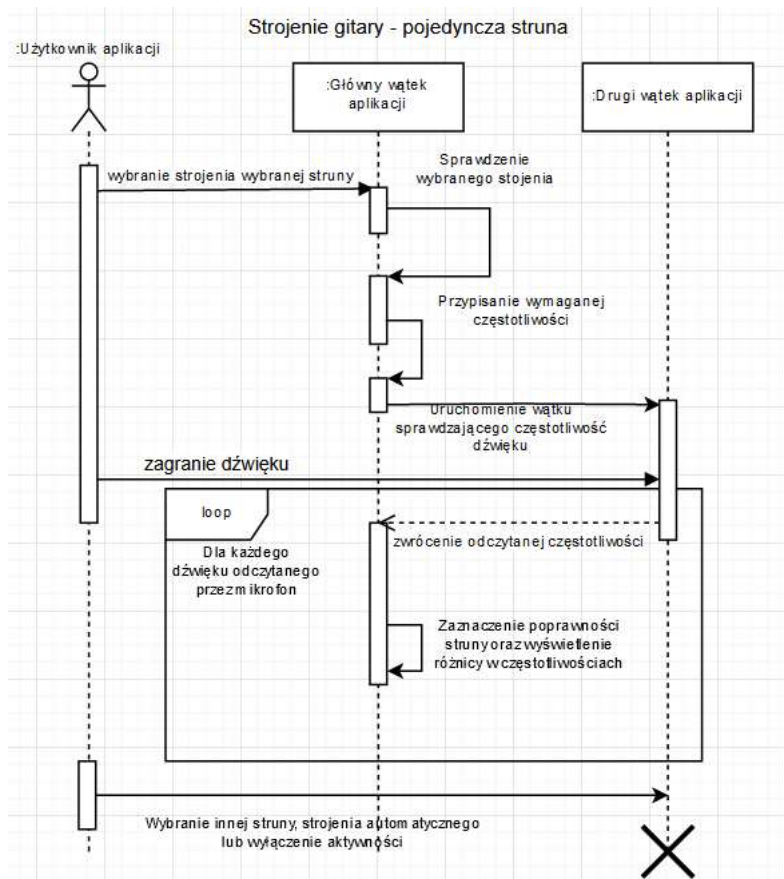 Strojenie gitary - pojedyncza struna
:Użytkownik aplikacji
:Główny wątek
aplikacji
:Drugi wątek aplikacji
Sprawdzenie
wybranego stojenia
wybranie strojenia wybranej struny
Przypisanie wymaganej
częstotliwości
Uruchomienie wątku
sprawdzającego częstotliwość
dźwięku
zagranie dźwięku
loop
Dla każdego
dźwięku odczytanego
przez mikrofon
zwrócenie odczytanej częstotliwości
Zaznaczenie poprawności
struny oraz wyświetlenie
różnicy w częstotliwościach
Wybranie innej struny, strojenia automatycznego
lub wyłączenie aktywności